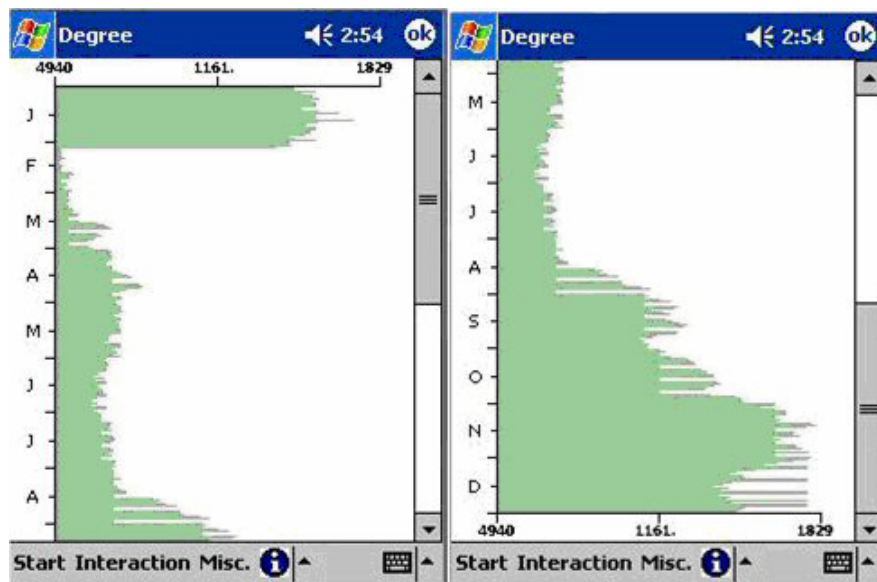 Degree 2:54 ok
4940 1161. 1829
J
F
M
A
M
J
J
A
Start Interaction Misc.
Degree 2:54 ok
M
J
J
A
S
O
N
D
4940 1161. 1829
Start Interaction Misc.